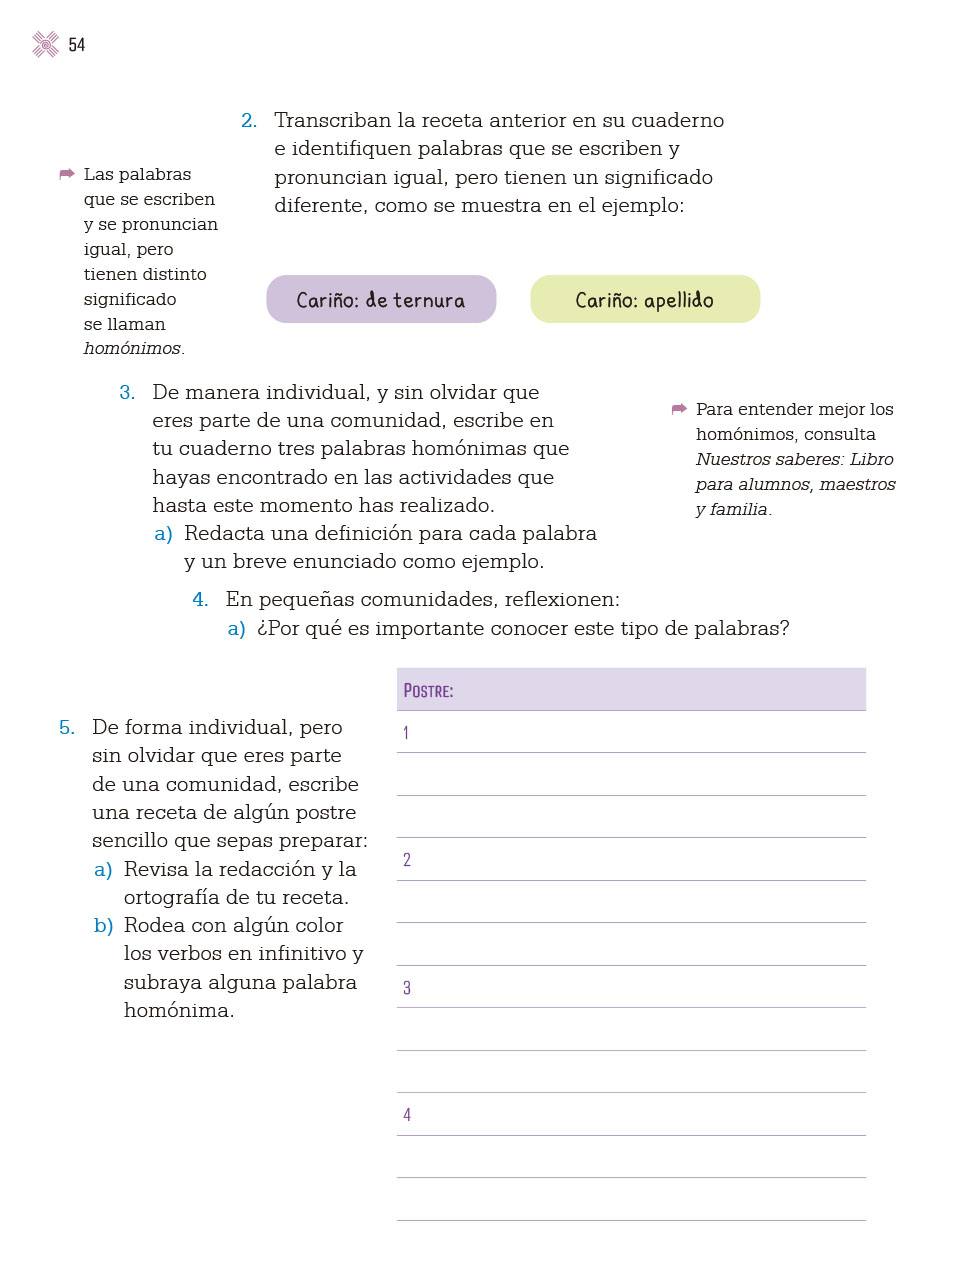 54
2. Transcriban la receta anterior en su cuaderno
e identifiquen palabras que se escriben y
pronuncian igual, pero tienen un significado
diferente, como se muestra en el ejemplo:
Las palabras
que se escriben
y se pronuncian
igual, pero
tienen distinto
significado
se llaman
homónimos.
Cariño: de ternura
Cariño: apellido
3. De manera individual, y sin olvidar que
eres parte de una comunidad, escribe en
tu cuaderno tres palabras homónimas que
hayas encontrado en las actividades que
hasta este momento has realizado.
a) Redacta una definición para cada palabra
y un breve enunciado como ejemplo.
Para entender mejor los
homónimos, consulta
Nuestros saberes: Libro
para alumnos, maestros
y familia.
4. En pequeñas comunidades, reflexionen:
a) ¿Por qué es importante conocer este tipo de palabras?
5. De forma individual, pero
sin olvidar que eres parte
de una comunidad, escribe
una receta de algún postre
sencillo que sepas preparar:
a) Revisa la redacción y la
ortografía de tu receta.
b) Rodea con algún color
los verbos en infinitivo y
subraya alguna palabra
homónima.
Postre:
1
2
3
4